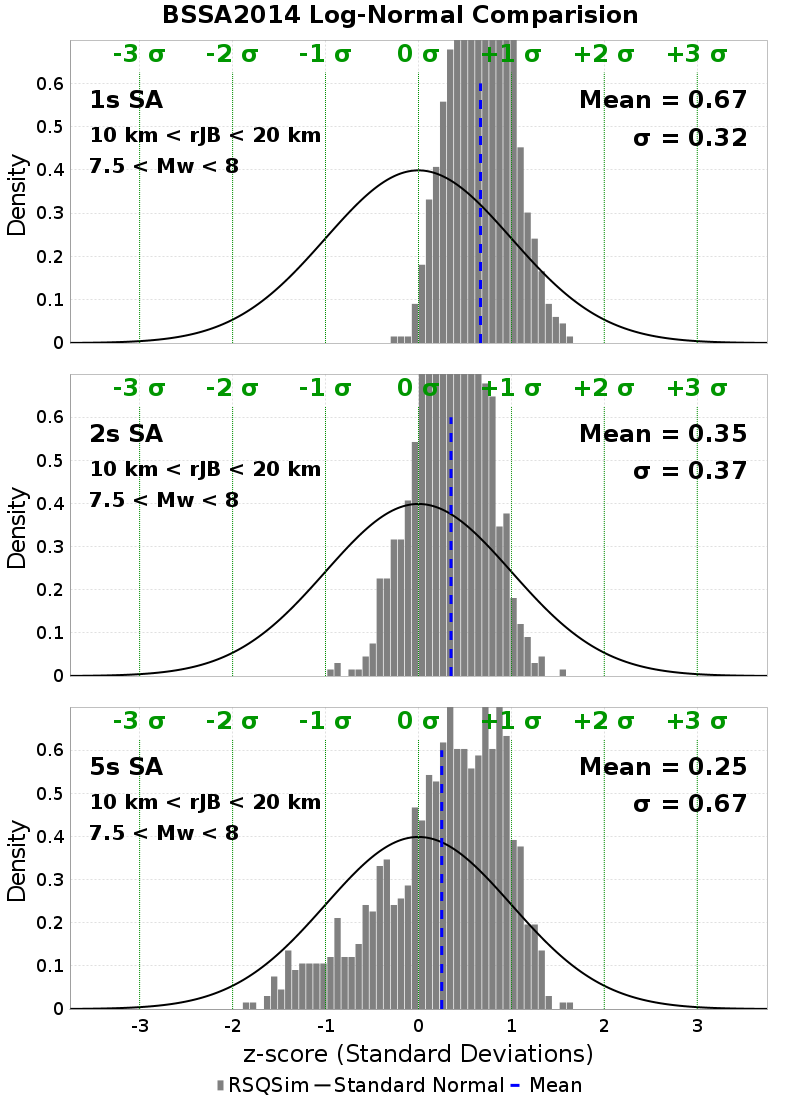 BSSA2014 Log-Normal Comparision
-3 σ -2 σ -1 σ 0 σ +1 σ +2 σ +3 σ
1s SA
10 km < rJB < 20 km
7.5 < Mw < 8
Mean = 0.67
σ = 0.32
Density
0.6
0.5
0.4
0.3
0.2
0.1
0
-3 σ -2 σ -1 σ 0 σ +1 σ +2 σ +3 σ
2s SA
10 km < rJB < 20 km
7.5 < Mw < 8
Mean = 0.35
σ = 0.37
Density
0.6
0.5
0.4
0.3
0.2
0.1
0
-3 σ -2 σ -1 σ 0 σ +1 σ +2 σ +3 σ
5s SA
10 km < rJB < 20 km
7.5 < Mw < 8
Mean = 0.25
σ = 0.67
Density
0.6
0.5
0.4
0.3
0.2
0.1
0
-3 -2 -1 0 1 2 3
z-score (Standard Deviations)
RSQSim Standard Normal Mean